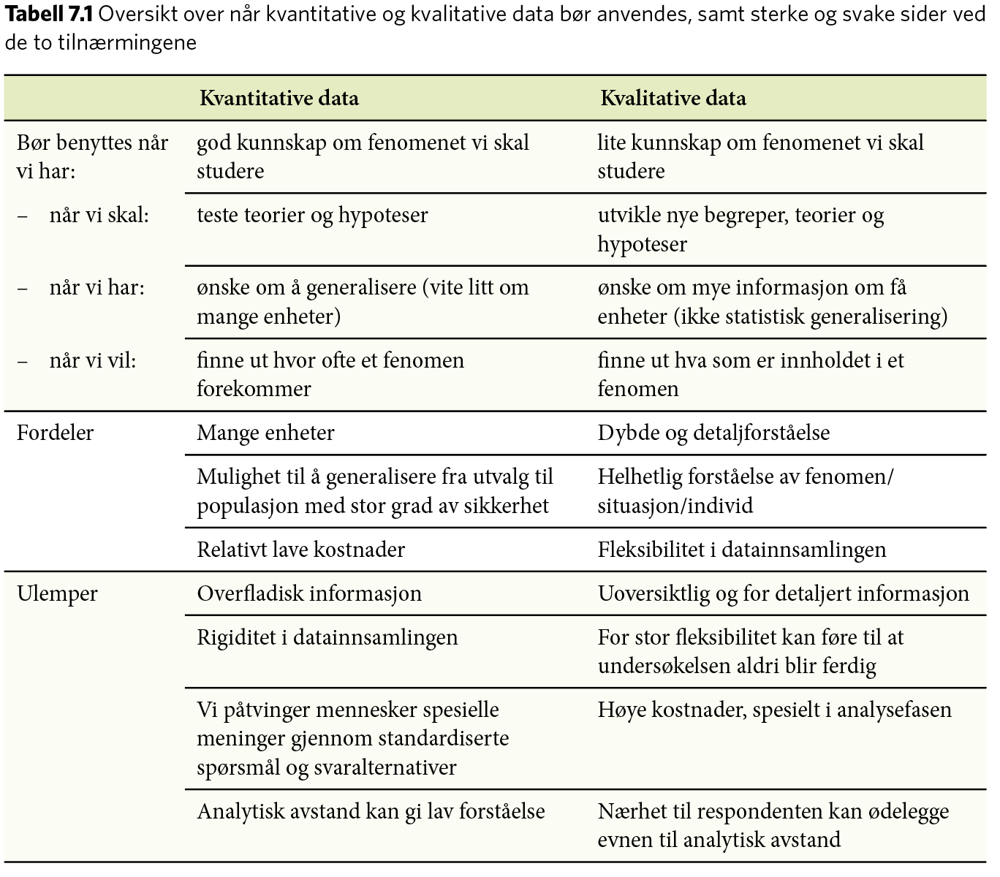 Tabell 7.1 Oversikt over når kvantitative og kvalitative data bør anvendes, samt sterke og svake sider ved
de to tilnærmingene
Kvantitative data
Kvalitative data
Bør benyttes når
vi har:
god kunnskap om fenomenet vi skal
studere
lite kunnskap om fenomenet vi skal
studere
– når vi skal:
teste teorier og hypoteser
utvikle nye begreper, teorier og
hypoteser
– når vi har:
ønske om å generalisere (vite litt om
mange enheter)
ønske om mye informasjon om få
enheter (ikke statistisk generalisering)
– når vi vil:
finne ut hvor ofte et fenomen
forekommer
finne ut hva som er innholdet i et
fenomen
Fordeler
Mange enheter
Dybde og detaljforståelse
Mulighet til å generalisere fra utvalg til
populasjon med stor grad av sikkerhet
Helhetlig forståelse av fenomen/
situasjon/individ
Relativt lave kostnader
Fleksibilitet i datainnsamlingen
Ulemper
Overfladisk informasjon
Uoversiktlig og for detaljert informasjon
Rigiditet i datainnsamlingen
For stor fleksibilitet kan føre til at
undersøkelsen aldri blir ferdig
Vi påtvinger mennesker spesielle
meninger gjennom standardiserte
spørsmål og svaralternativer
Høye kostnader, spesielt i analysefasen
Analytisk avstand kan gi lav forståelse
Nærhet til respondenten kan ødelegge
evnen til analytisk avstand